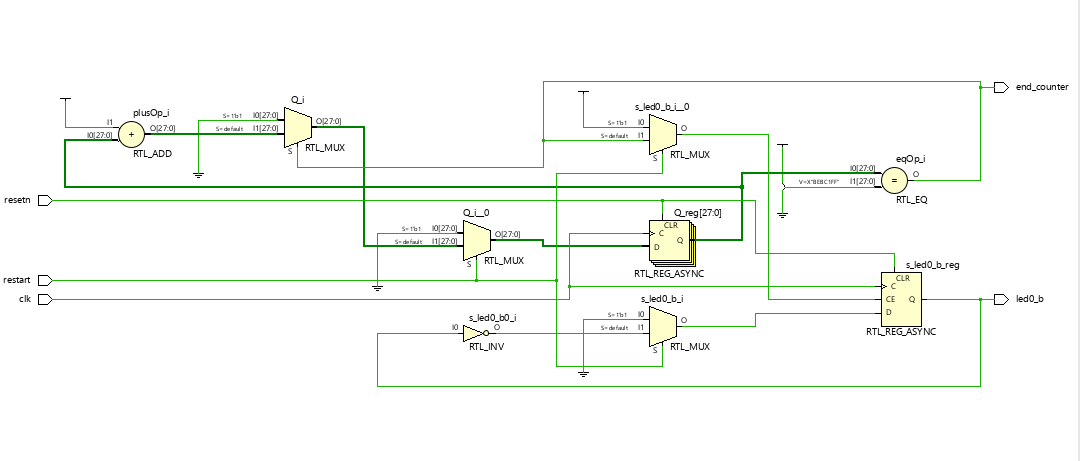 end_counter
Q_i
s_led0_b_i__0
plusOp_i
S=1'b1 I0[27:0]
I1
O[27:0]
S=default I1[27:0]
O[27:0]
S=1'b1 I0
O
I0[27:0]
+
S=default I1
RTL_ADD
S
RTL_MUX
S
RTL_MUX
eqOp_i
I0[27:0]
O
V=X"BEBC1FF" I1[27:0]
=
RTL_EQ
resetn
Q_i__0
Q_reg[27:0]
CLR
S=1'b1 I0[27:0]
O[27:0]
C
Q
S=default I1[27:0]
D
S
RTL_MUX
RTL_REG_ASYNC
s_led0_b_reg
restart
CLR
C
clk
s_led0_b_i
CE
Q
led0_b
s_led0_b0_i
S=1'b1 I0
O
D
I0
O
S=default I1
RTL_REG_ASYNC
RTL_INV
S
RTL_MUX